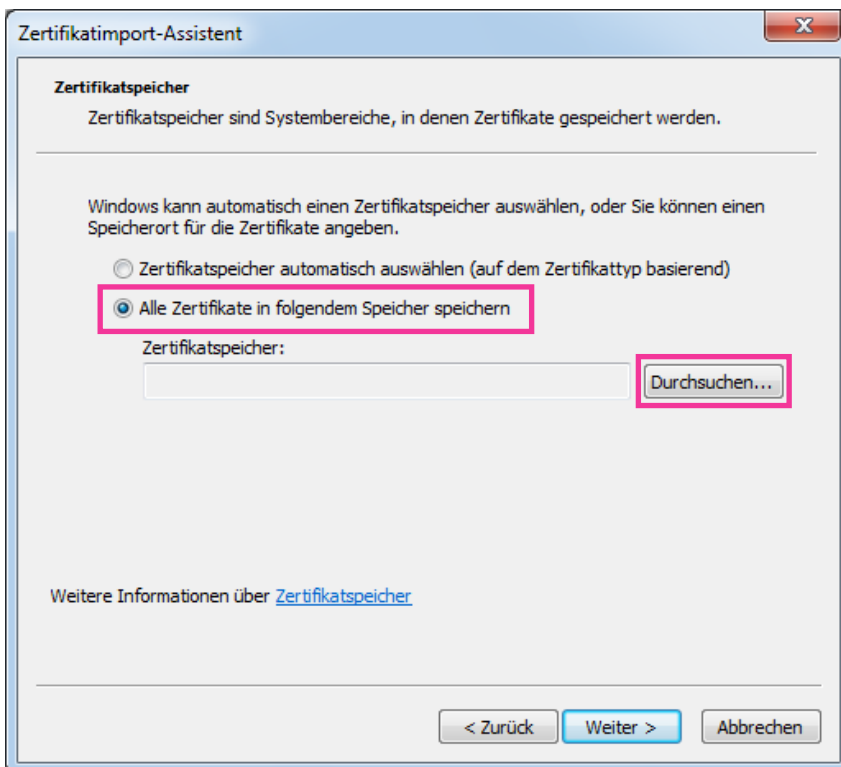 Zertifikatimport-Assistent
Zertifikatspeicher
Zertifikatspeicher sind Systembereiche, in denen Zertifikate gespeichert werden.
Windows kann automatisch einen Zertifikatspeicher auswählen, oder Sie können einen
Speicherort für die Zertifikate angeben.
Zertifikatspeicher automatisch auswählen (auf dem Zertifikattyp basierend)
Alle Zertifikate in folgendem Speicher speichern
Zertifikatspeicher:
Durchsuchen...
Weitere Informationen über Zertifikatspeicher
< Zurück Weiter > Abbrechen